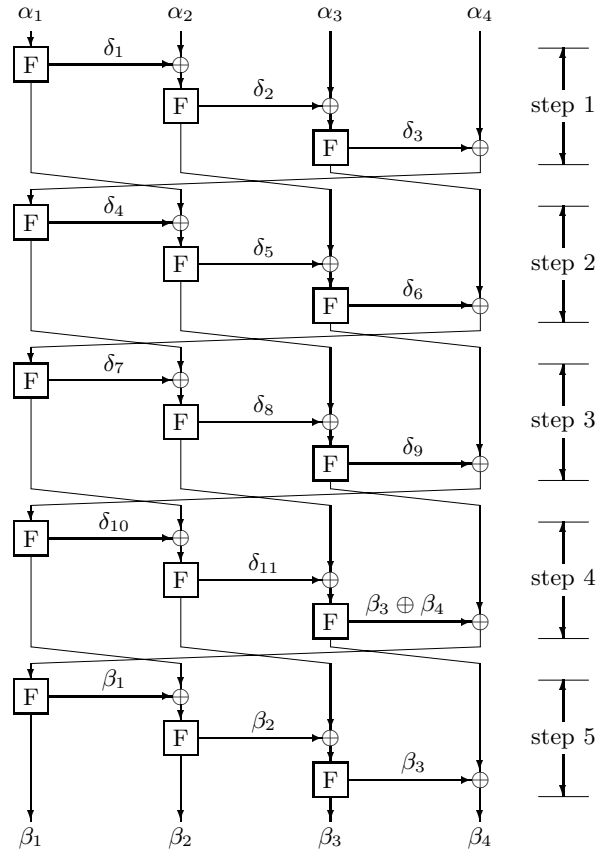 α₁ α₂ α₃ α₄
F δ₁
F δ₂
step 1
F δ₃
F δ₄
F δ₅
step 2
F δ₆
F δ₇
F δ₈
step 3
F δ₉
F δ₁₀
F δ₁₁
step 4
F β₃ ⊕ β₄
F β₁
F β₂
step 5
F β₃
β₁ β₂ β₃ β₄